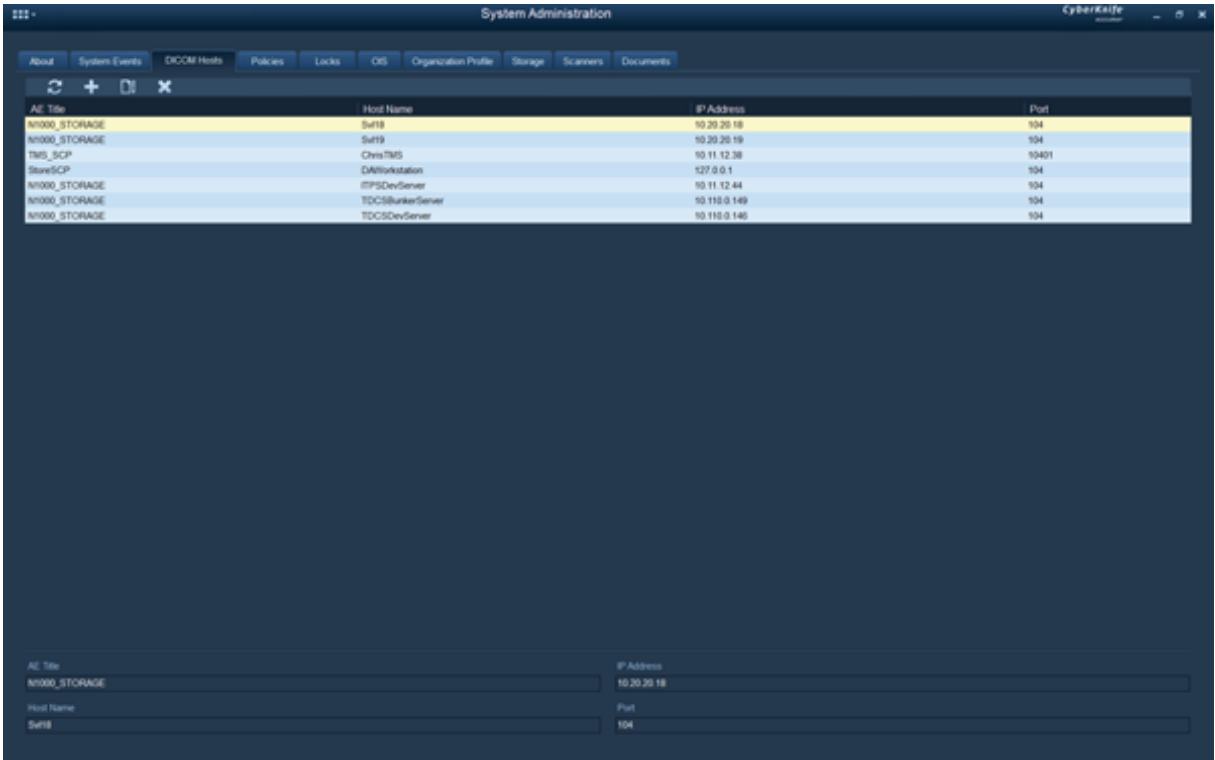 System Administration
CyberKnife
About System Events DICOM Hosts Policies Locks OIS Organization Profile Storage Scanners Documents
AE Title Host Name IP Address Port
N1000_STORAGE Svr18 10.20.20.18 104
N1000_STORAGE Svr19 10.20.20.19 104
TMS_SCP ChrisTMS 10.11.12.38 10401
StoreSCP DAWorkstation 127.0.0.1 104
N1000_STORAGE ITPSDevServer 10.11.12.44 104
N1000_STORAGE TDCSBunkerServer 10.110.0.149 104
N1000_STORAGE TDCSDevServer 10.110.0.146 104
AE Title IP Address
N1000_STORAGE 10.20.20.18
Host Name Port
Svr18 104